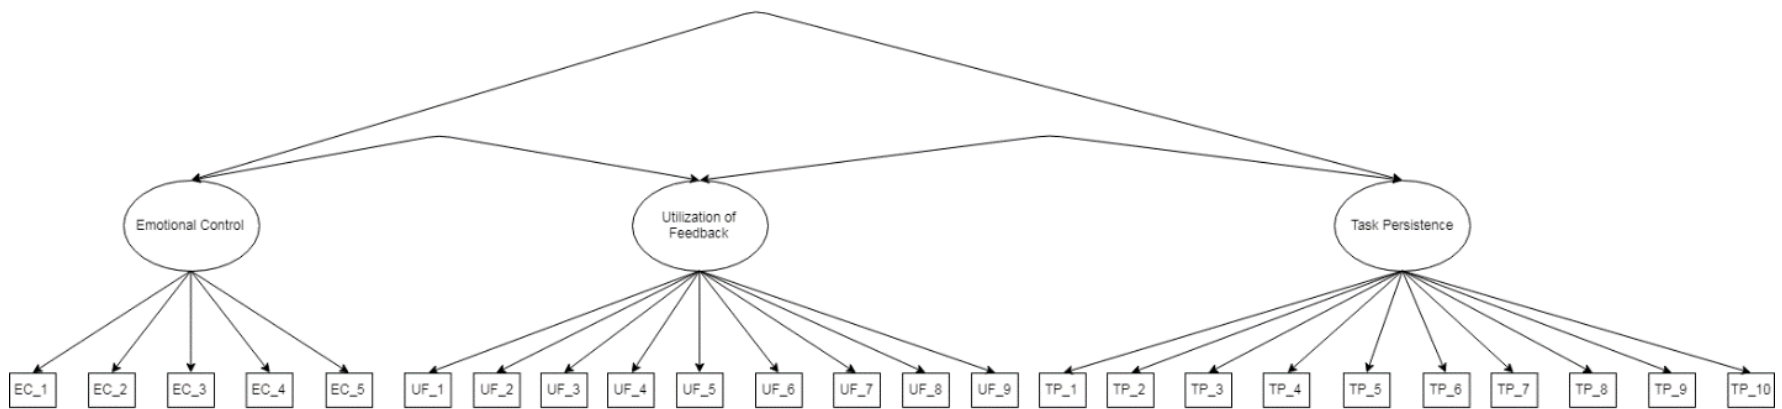 Emotional Control
Utilization of
Feedback
Task Persistence
EC_1
EC_2
EC_3
EC_4
EC_5
UF_1
UF_2
UF_3
UF_4
UF_5
UF_6
UF_7
UF_8
UF_9
TP_1
TP_2
TP_3
TP_4
TP_5
TP_6
TP_7
TP_8
TP_9
TP_10